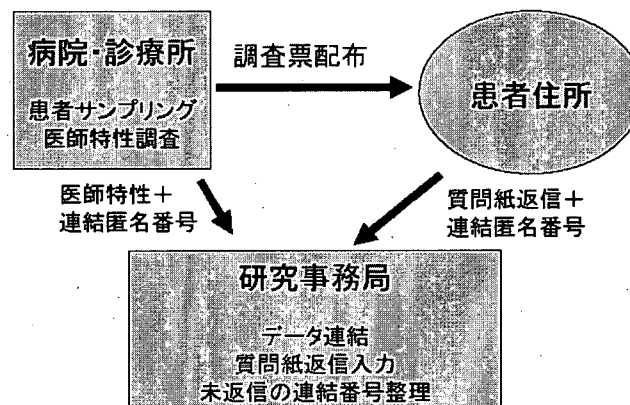 病院・診療所
患者サンプリング
医師特性調査
調査票配布
患者住所
医師特性＋
連結匿名番号
質問紙返信＋
連結匿名番号
研究事務局
データ連結
質問紙返信入力
未返信の連結番号整理